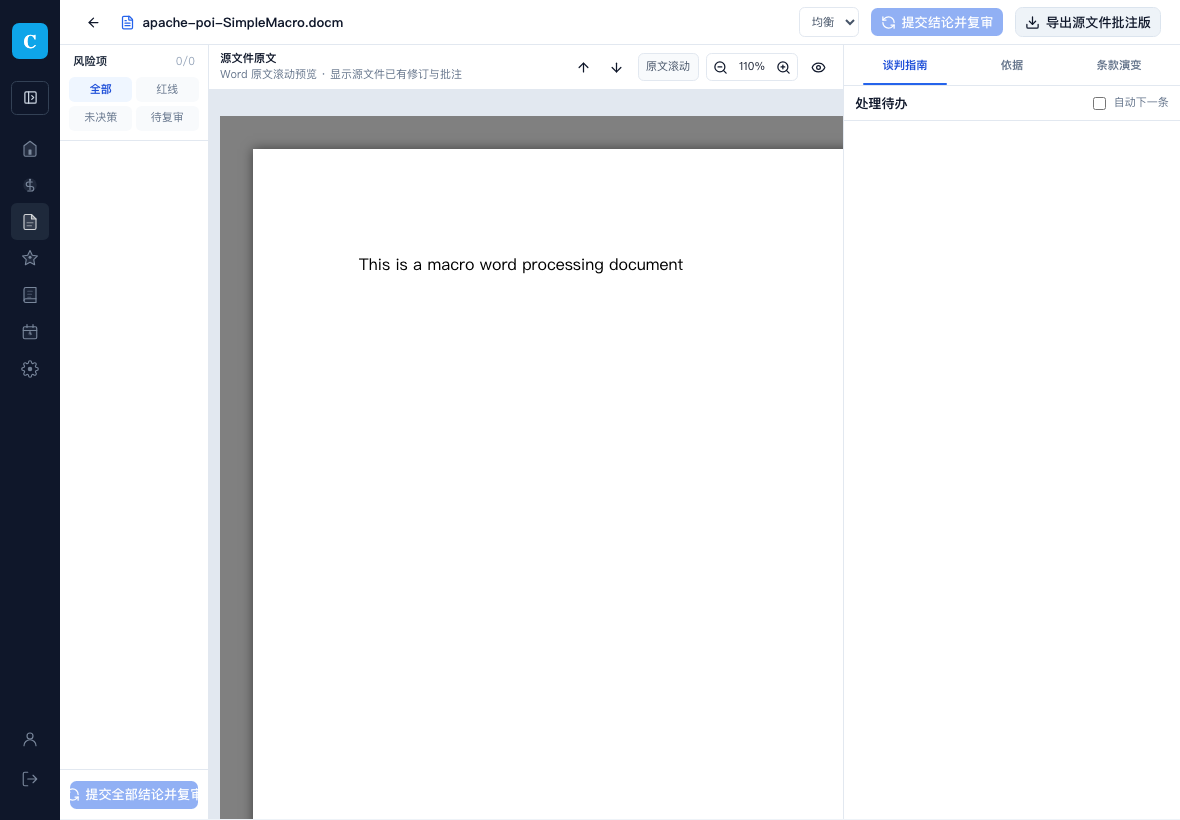 C
apache-poi-SimpleMacro.docm
均衡
提交结论并复审
导出源文件批注版
风险项 0/0
全部 红线
未决策 待复审
源文件原文
Word 原文滚动预览 · 显示源文件已有修订与批注
原文滚动
110%
谈判指南 依据 条款演变
处理待办
自动下一条
This is a macro word processing document
提交全部结论并复审